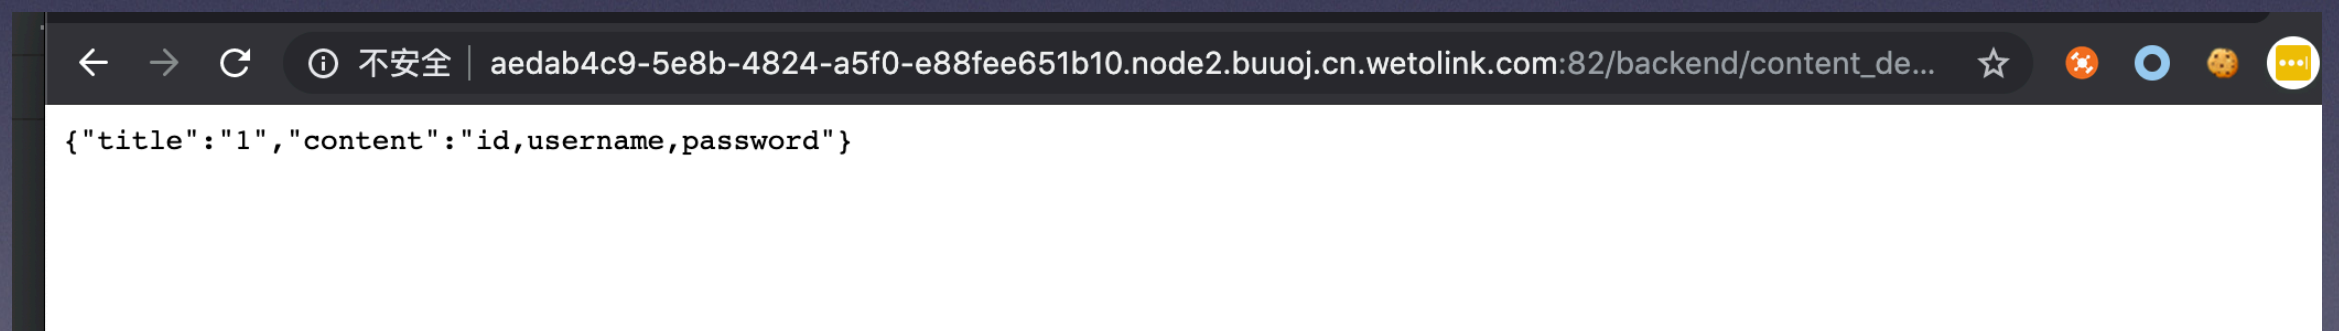 不安全 aedab4c9-5e8b-4824-a5f0-e88fee651b10.node2.buuoj.cn.wetolink.com:82/backend/content_de...
{"title":"1","content":"id,username,password"}